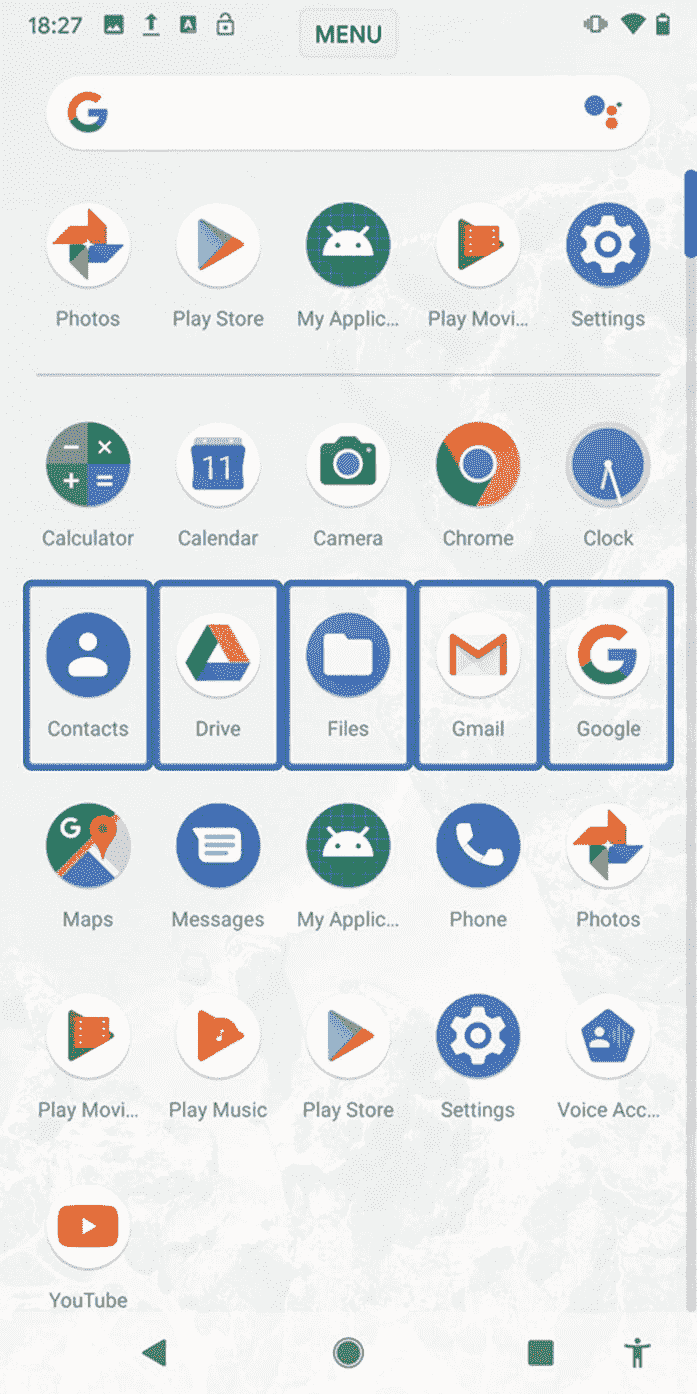 18:27 A MENU
G
Photos Play Store My Applic... Play Movi... Settings
11
Calculator Calendar Camera Chrome Clock
G
Contacts Drive Files Gmail Google
G
Maps Messages My Applic... Phone Photos
Play Movi... Play Music Play Store Settings Voice Acc...
YouTube